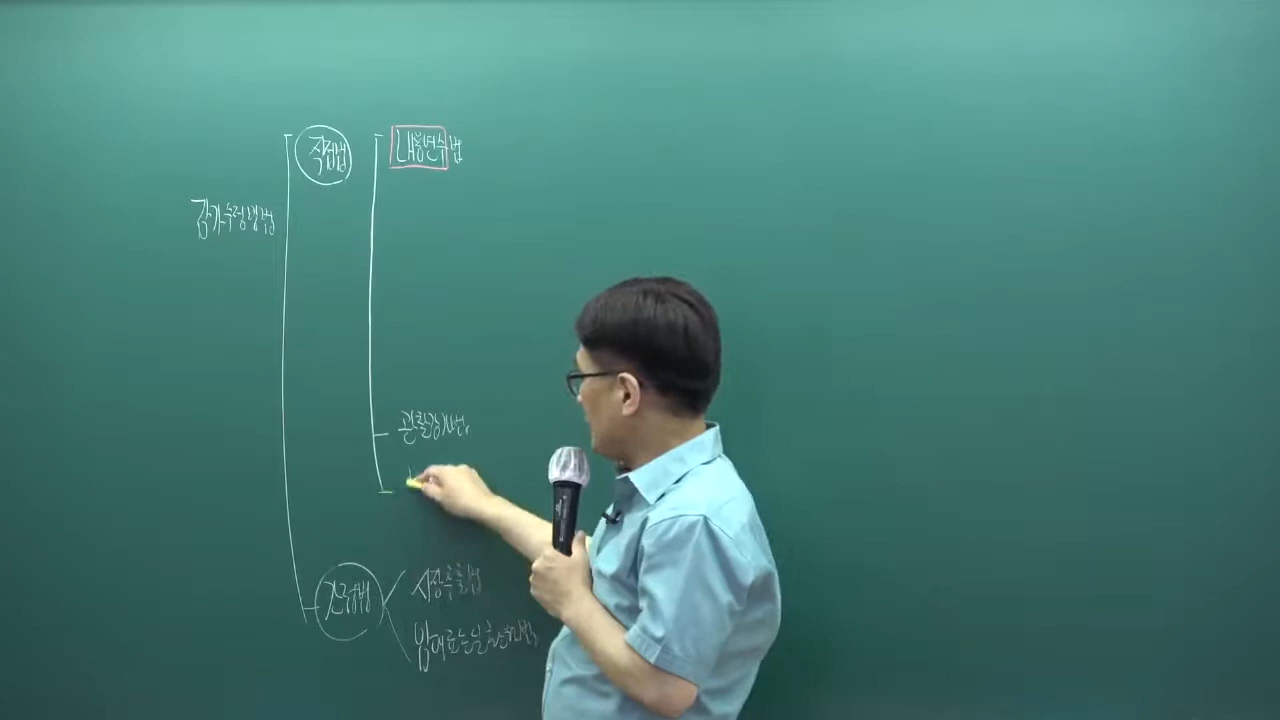 직접법
내용연수법
감가수정방법
관찰감가법
간접법
시장추출법
임대료손실환원법